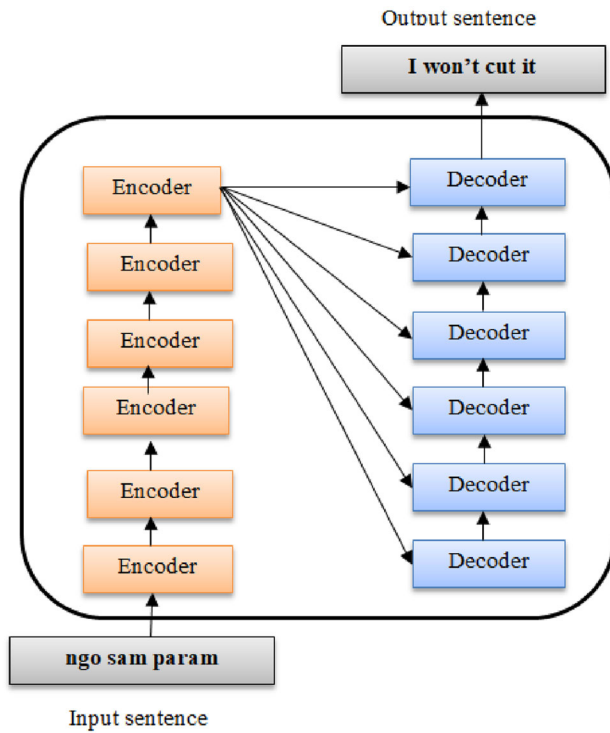 Output sentence
I won't cut it
Encoder
Decoder
Encoder
Decoder
Encoder
Decoder
Encoder
Decoder
Encoder
Decoder
Encoder
Decoder
ngo sam param
Input sentence